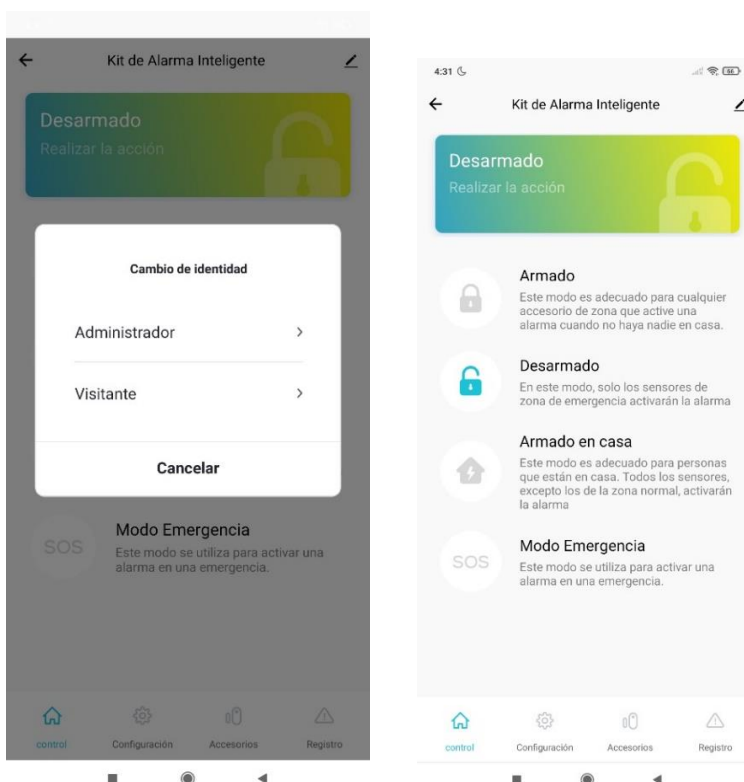 Kit de Alarma Inteligente
Desarmado
Realizar la acción
Cambio de identidad
Administrador
Visitante
Cancelar
SOS
Modo Emergencia
Este modo se utiliza para activar una
alarma en una emergencia.
control
Configuración
Accesorios
Registro
4:31
66
Kit de Alarma Inteligente
Desarmado
Realizar la acción
Armado
Este modo es adecuado para cualquier
accesorio de zona que active una
alarma cuando no haya nadie en casa.
Desarmado
En este modo, solo los sensores de
zona de emergencia activarán la alarma
Armado en casa
Este modo es adecuado para personas
que están en casa. Todos los sensores,
excepto los de la zona normal, activarán
la alarma
SOS
Modo Emergencia
Este modo se utiliza para activar una
alarma en una emergencia.
control
Configuración
Accesorios
Registro